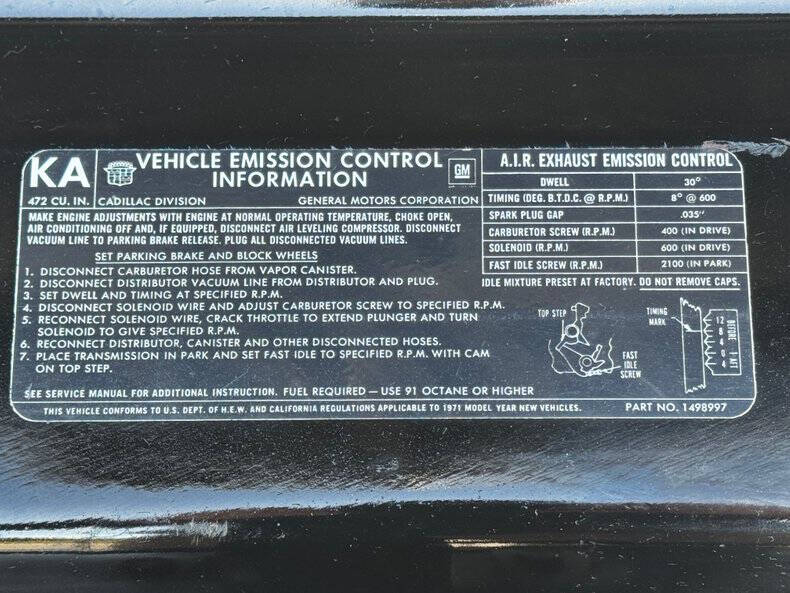 KA
472 CU. IN.
VEHICLE EMISSION CONTROL
INFORMATION
GM
CADILLAC DIVISION GENERAL MOTORS CORPORATION
A.I.R. EXHAUST EMISSION CONTROL
DWELL 30°
TIMING (DEG. B.T.D.C. @ R.P.M.) 8° @ 600
SPARK PLUG GAP .035"
CARBURETOR SCREW (R.P.M.) 400 (IN DRIVE)
SOLENOID (R.P.M.) 600 (IN DRIVE)
FAST IDLE SCREW (R.P.M.) 2100 (IN PARK)
IDLE MIXTURE PRESET AT FACTORY. DO NOT REMOVE CAPS.
MAKE ENGINE ADJUSTMENTS WITH ENGINE AT NORMAL OPERATING TEMPERATURE, CHOKE OPEN,
AIR CONDITIONING OFF AND, IF EQUIPPED, DISCONNECT AIR LEVELING COMPRESSOR. DISCONNECT
VACUUM LINE TO PARKING BRAKE RELEASE. PLUG ALL DISCONNECTED VACUUM LINES.
SET PARKING BRAKE AND BLOCK WHEELS
1. DISCONNECT CARBURETOR HOSE FROM VAPOR CANISTER.
2. DISCONNECT DISTRIBUTOR VACUUM LINE FROM DISTRIBUTOR AND PLUG.
3. SET DWELL AND TIMING AT SPECIFIED R.P.M.
4. DISCONNECT SOLENOID WIRE AND ADJUST CARBURETOR SCREW TO SPECIFIED R.P.M.
5. RECONNECT SOLENOID WIRE, CRACK THROTTLE TO EXTEND PLUNGER AND TURN
SOLENOID TO GIVE SPECIFIED R.P.M.
6. RECONNECT DISTRIBUTOR, CANISTER AND OTHER DISCONNECTED HOSES.
7. PLACE TRANSMISSION IN PARK AND SET FAST IDLE TO SPECIFIED R.P.M. WITH CAM
ON TOP STEP.
TOP STEP
FAST
IDLE
SCREW
TIMING
MARK
12
8
4
0
4
BEFORE
AFT
SEE SERVICE MANUAL FOR ADDITIONAL INSTRUCTION. FUEL REQUIRED — USE 91 OCTANE OR HIGHER
THIS VEHICLE CONFORMS TO U.S. DEPT. OF H.E.W. AND CALIFORNIA REGULATIONS APPLICABLE TO 1971 MODEL YEAR NEW VEHICLES. PART NO. 1498997